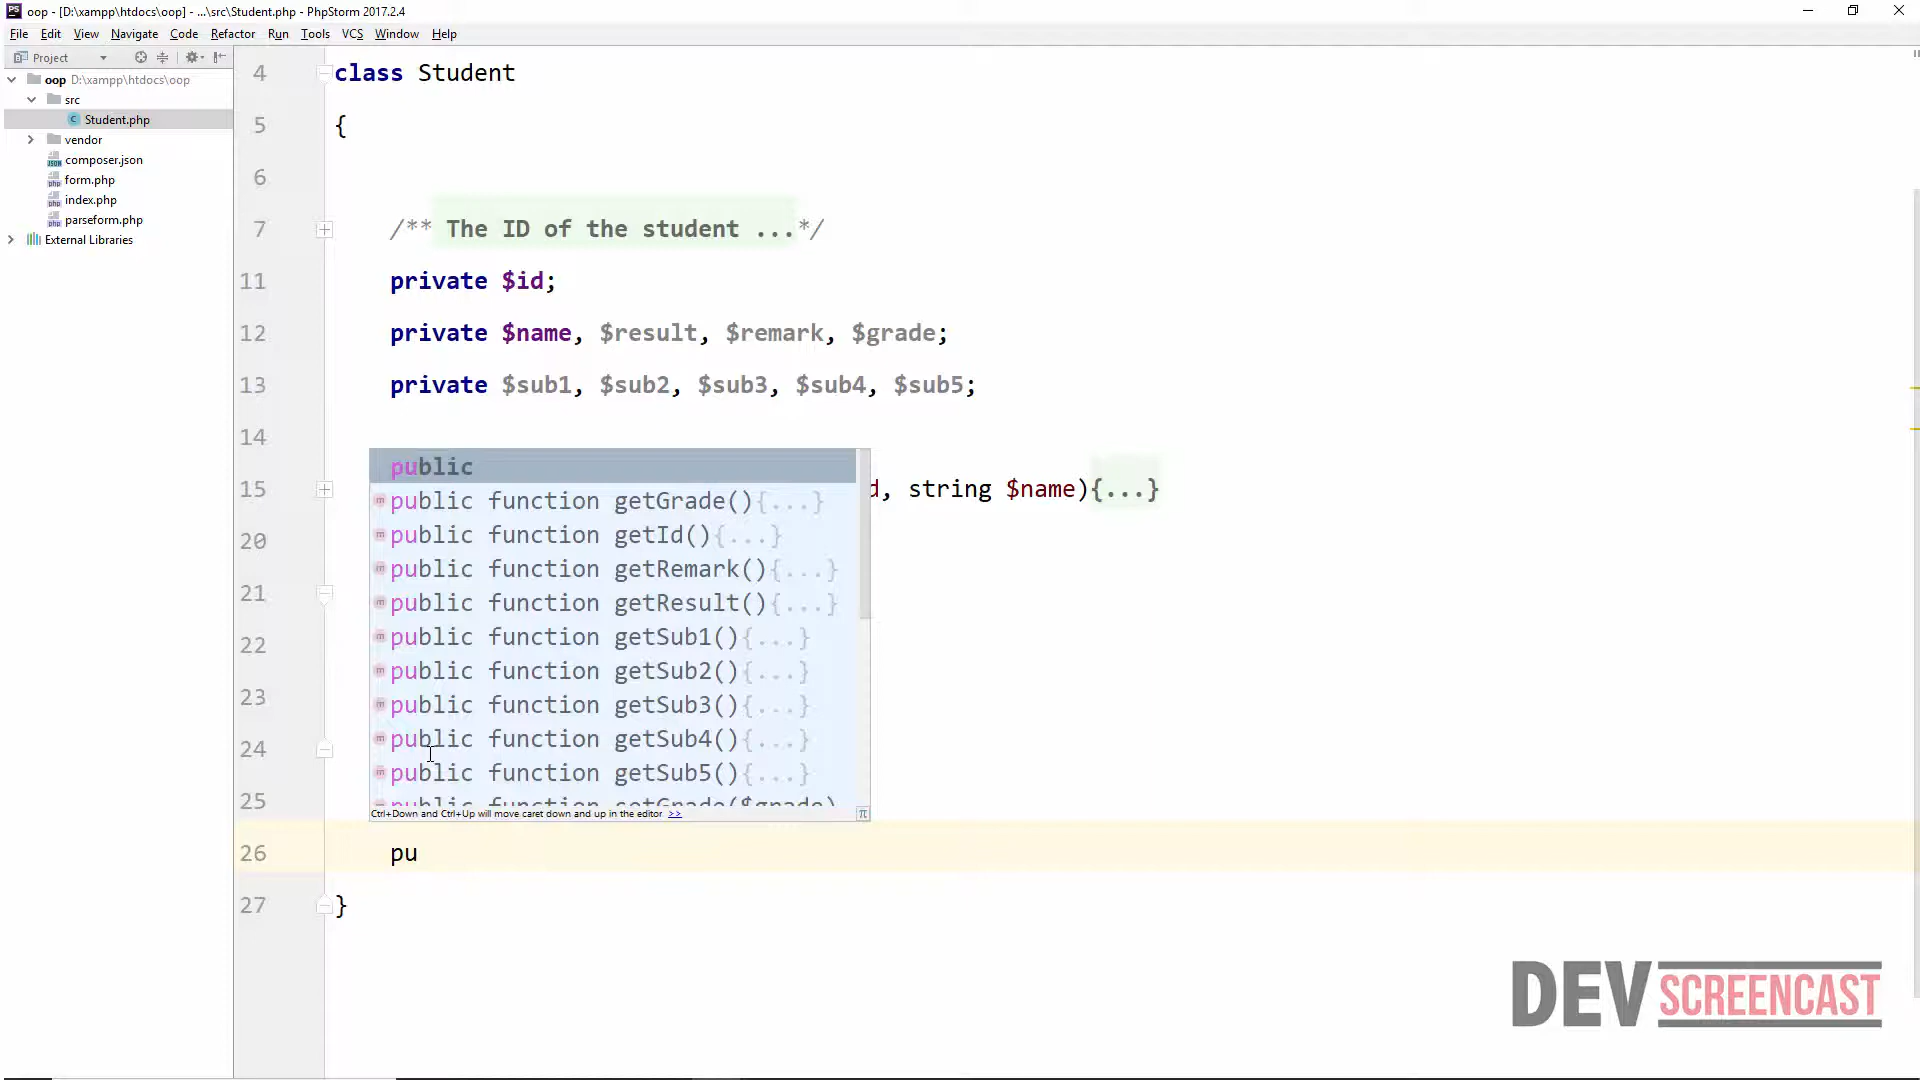 oop - [D:\xampp\htdocs\oop] - ...\src\Student.php - PhpStorm 2017.2.4
File Edit View Navigate Code Refactor Run Tools VCS Window Help
Project
oop D:\xampp\htdocs\oop
src
Student.php
vendor
composer.json
form.php
index.php
parseform.php
External Libraries
4 class Student
5 {
6
7 /** The ID of the student ...*/
11 private $id;
12 private $name, $result, $remark, $grade;
13 private $sub1, $sub2, $sub3, $sub4, $sub5;
14
15 d, string $name){...}
20
21
22
23
24
25
26 pu
27 }
public
public function getGrade(){...}
public function getId(){...}
public function getRemark(){...}
public function getResult(){...}
public function getSub1(){...}
public function getSub2(){...}
public function getSub3(){...}
public function getSub4(){...}
public function getSub5(){...}
public function setGrade($grade)
Ctrl+Down and Ctrl+Up will move caret down and up in the editor >>
π
DEV SCREENCAST